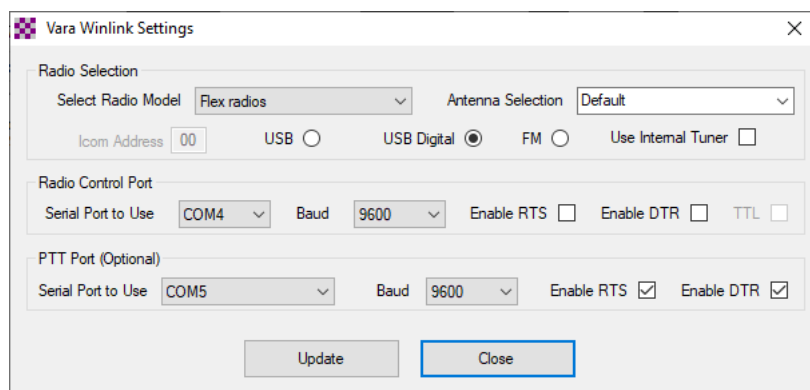 Vara Winlink Settings
Radio Selection
Select Radio Model Flex radios Antenna Selection Default
Icom Address 00 USB USB Digital FM Use Internal Tuner
Radio Control Port
Serial Port to Use COM4 Baud 9600 Enable RTS Enable DTR TTL
PTT Port (Optional)
Serial Port to Use COM5 Baud 9600 Enable RTS Enable DTR
Update Close